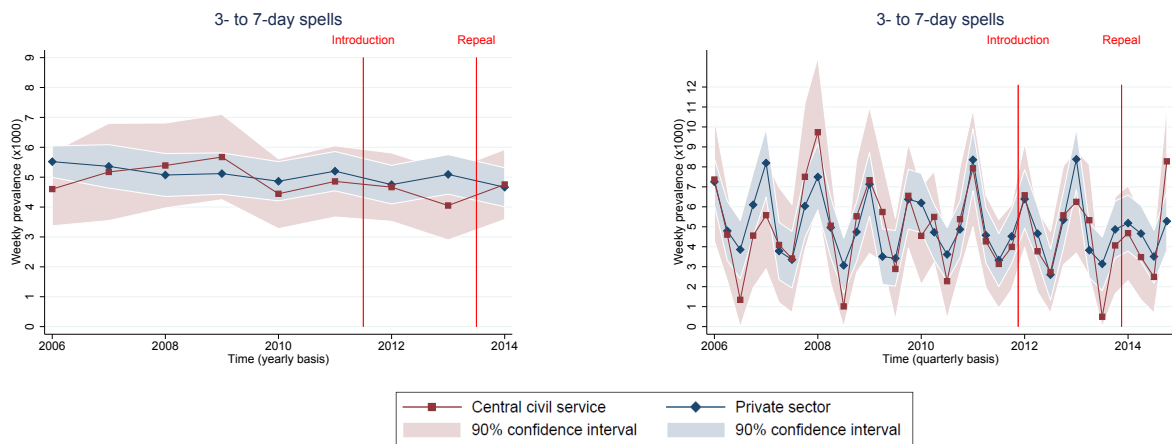 3- to 7-day spells
Introduction
Repeal
Weekly prevalence (x1000)
9
8
7
6
5
4
3
2
1
0
2006
2008
2010
2012
2014
Time (yearly basis)
3- to 7-day spells
Introduction
Repeal
Weekly prevalence (x1000)
12
11
10
9
8
7
6
5
4
3
2
1
0
2006
2008
2010
2012
2014
Time (quarterly basis)
Central civil service
Private sector
90% confidence interval
90% confidence interval